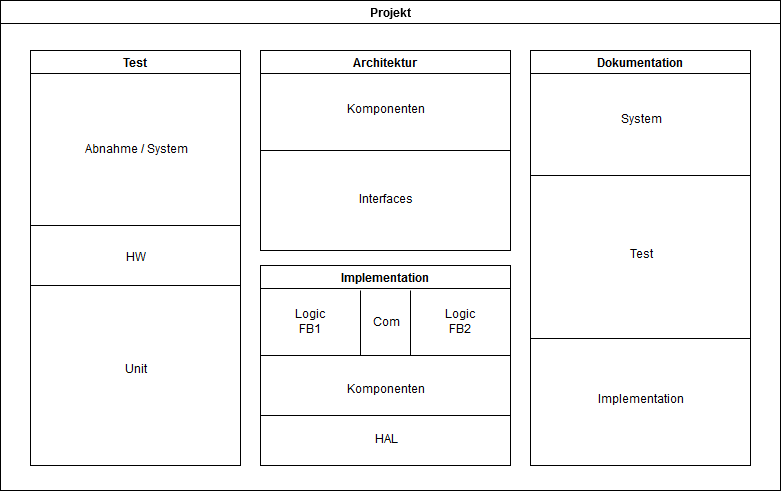 Projekt
Test
Abnahme / System
HW
Unit
Architektur
Komponenten
Interfaces
Implementation
Logic
FB1
Com
Logic
FB2
Komponenten
HAL
Dokumentation
System
Test
Implementation